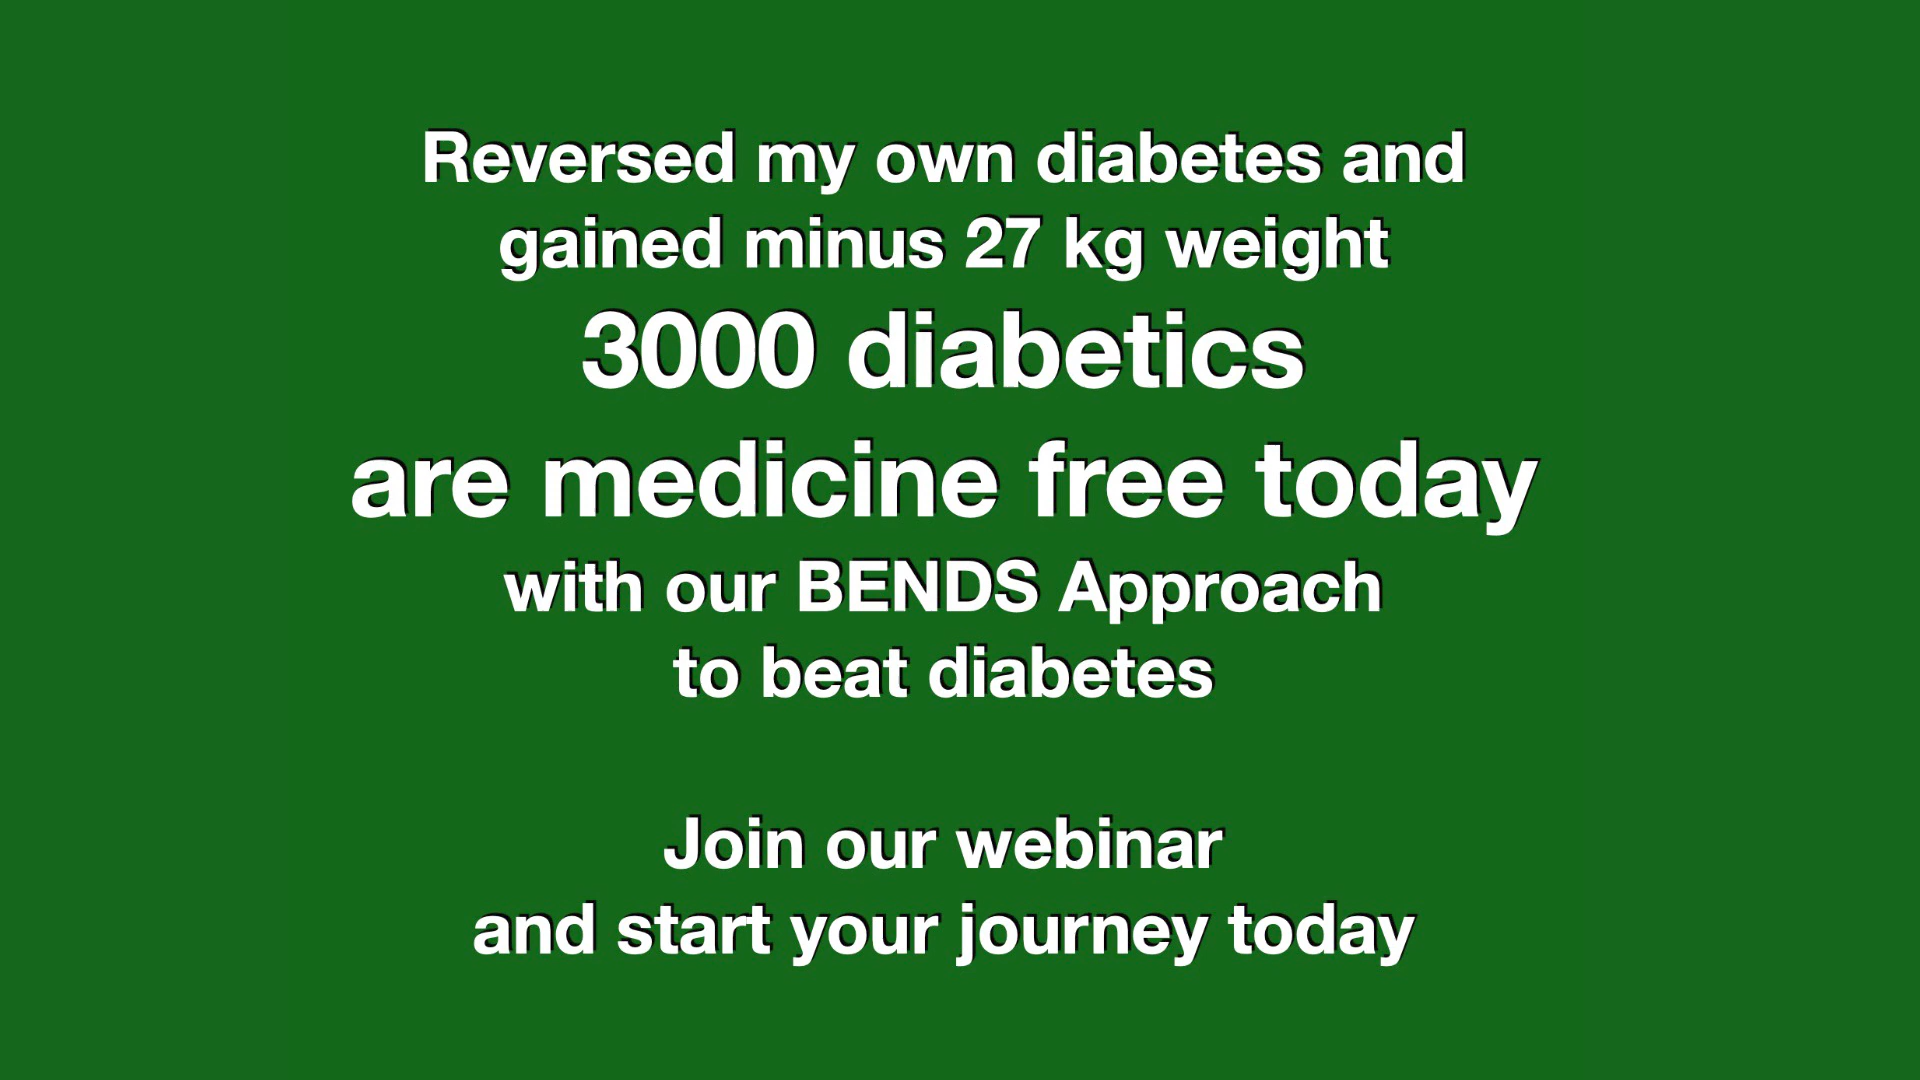 Reversed my own diabetes and
gained minus 27 kg weight
3000 diabetics
are medicine free today
with our BENDS Approach
to beat diabetes
Join our webinar
and start your journey today